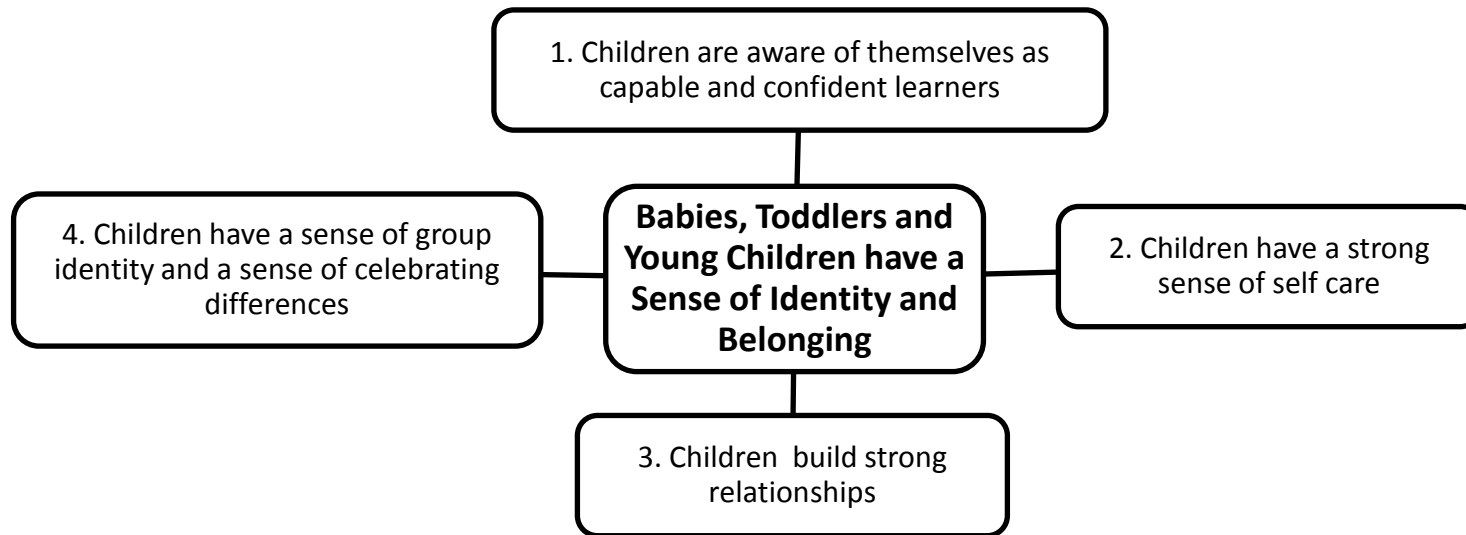 1. Children are aware of themselves as
capable and confident learners
Babies, Toddlers and
Young Children have a
Sense of Identity and
Belonging
2. Children have a strong
sense of self care
3. Children  build strong
relationships
4. Children have a sense of group
identity and a sense of celebrating
differences